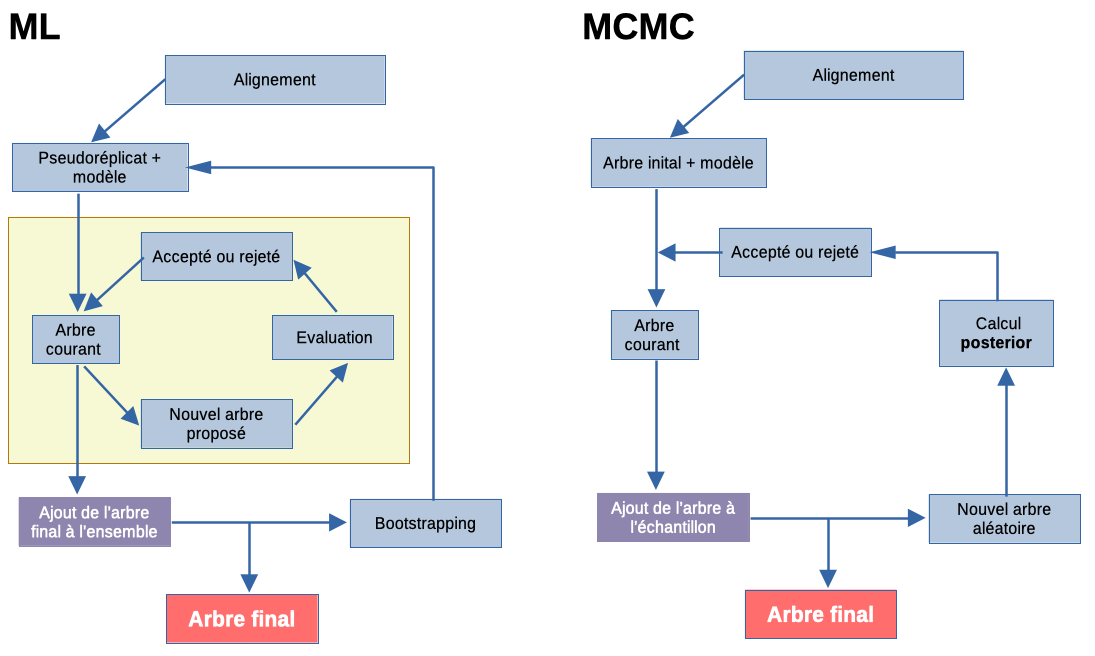 ML
Alignement
Pseudoréplicat +
modèle
Accepté ou rejeté
Arbre
courant
Evaluation
Nouvel arbre
proposé
Ajout de l'arbre
final à l'ensemble
Bootstrapping
Arbre final
MCMC
Alignement
Arbre inital + modèle
Accepté ou rejeté
Arbre
courant
Calcul
posterior
Ajout de l'arbre à
l'échantillon
Nouvel arbre
aléatoire
Arbre final